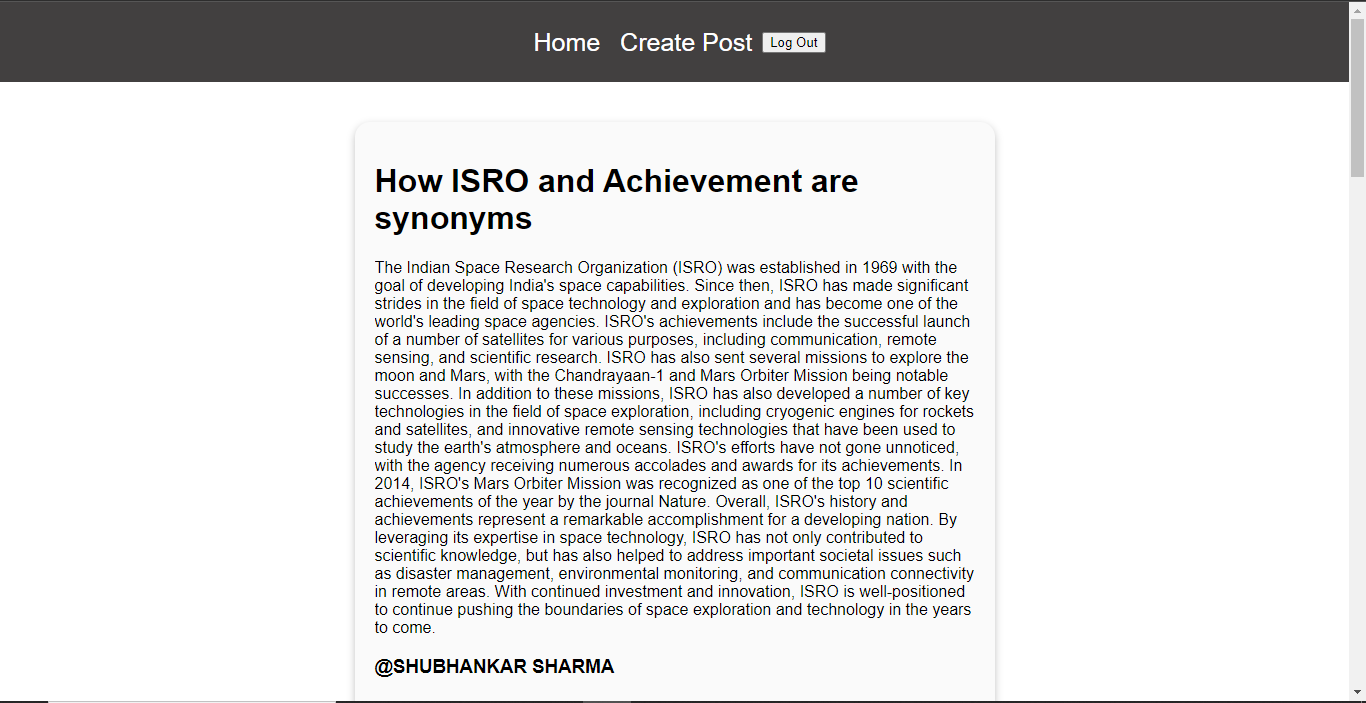 Home Create Post Log Out
How ISRO and Achievement are
synonyms
The Indian Space Research Organization (ISRO) was established in 1969 with the
goal of developing India's space capabilities. Since then, ISRO has made significant
strides in the field of space technology and exploration and has become one of the
world's leading space agencies. ISRO's achievements include the successful launch
of a number of satellites for various purposes, including communication, remote
sensing, and scientific research. ISRO has also sent several missions to explore the
moon and Mars, with the Chandrayaan-1 and Mars Orbiter Mission being notable
successes. In addition to these missions, ISRO has also developed a number of key
technologies in the field of space exploration, including cryogenic engines for rockets
and satellites, and innovative remote sensing technologies that have been used to
study the earth's atmosphere and oceans. ISRO's efforts have not gone unnoticed,
with the agency receiving numerous accolades and awards for its achievements. In
2014, ISRO's Mars Orbiter Mission was recognized as one of the top 10 scientific
achievements of the year by the journal Nature. Overall, ISRO's history and
achievements represent a remarkable accomplishment for a developing nation. By
leveraging its expertise in space technology, ISRO has not only contributed to
scientific knowledge, but has also helped to address important societal issues such
as disaster management, environmental monitoring, and communication connectivity
in remote areas. With continued investment and innovation, ISRO is well-positioned
to continue pushing the boundaries of space exploration and technology in the years
to come.
@SHUBHANKAR SHARMA